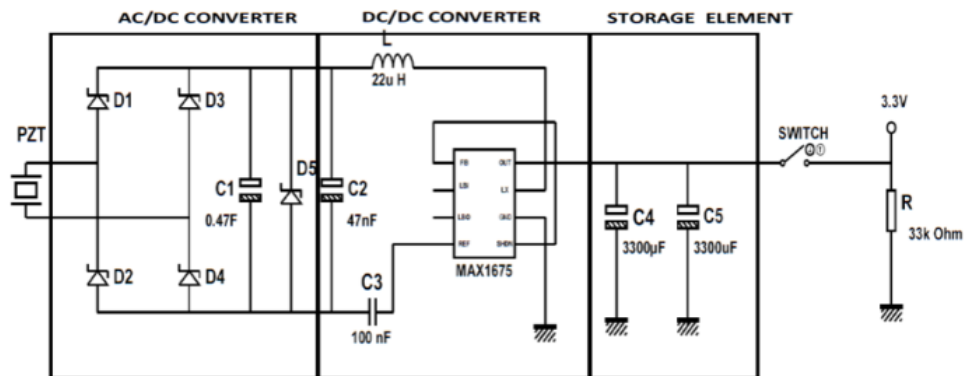 AC/DC CONVERTER
DC/DC CONVERTER
STORAGE ELEMENT
L
22u H
D1
D3
PZT
3.3V
SWITCH
D5
C1
0.47F
C2
47nF
FB
OUT
LBI
LX
LBO
GND
REF
SHDN
MAX1675
C4
3300µF
C5
3300uF
R
33k Ohm
D2
D4
C3
100 nF